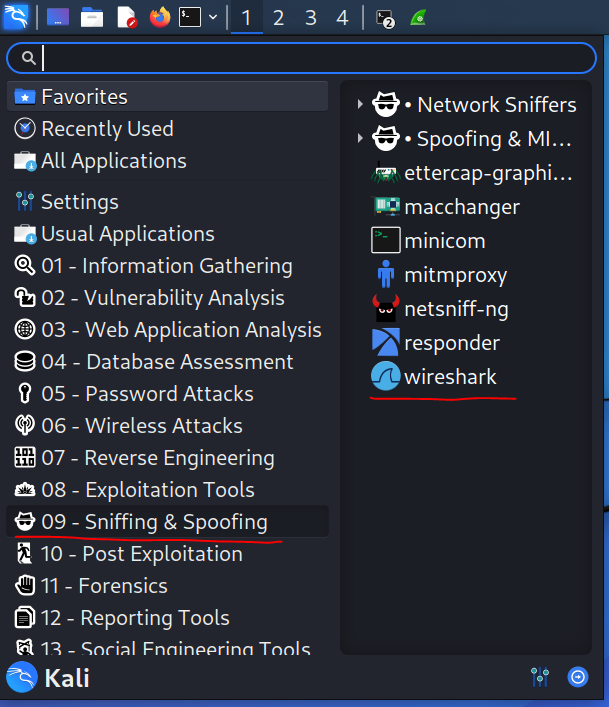 1 2 3 4 2
Favorites
Recently Used
All Applications
Settings
Usual Applications
01 - Information Gathering
02 - Vulnerability Analysis
03 - Web Application Analysis
04 - Database Assessment
05 - Password Attacks
06 - Wireless Attacks
07 - Reverse Engineering
08 - Exploitation Tools
09 - Sniffing & Spoofing
10 - Post Exploitation
11 - Forensics
12 - Reporting Tools
13 - Social Engineering Tools
• Network Sniffers
• Spoofing & MI...
ettercap-graphi...
macchanger
minicom
mitmproxy
netsniff-ng
responder
wireshark
Kali